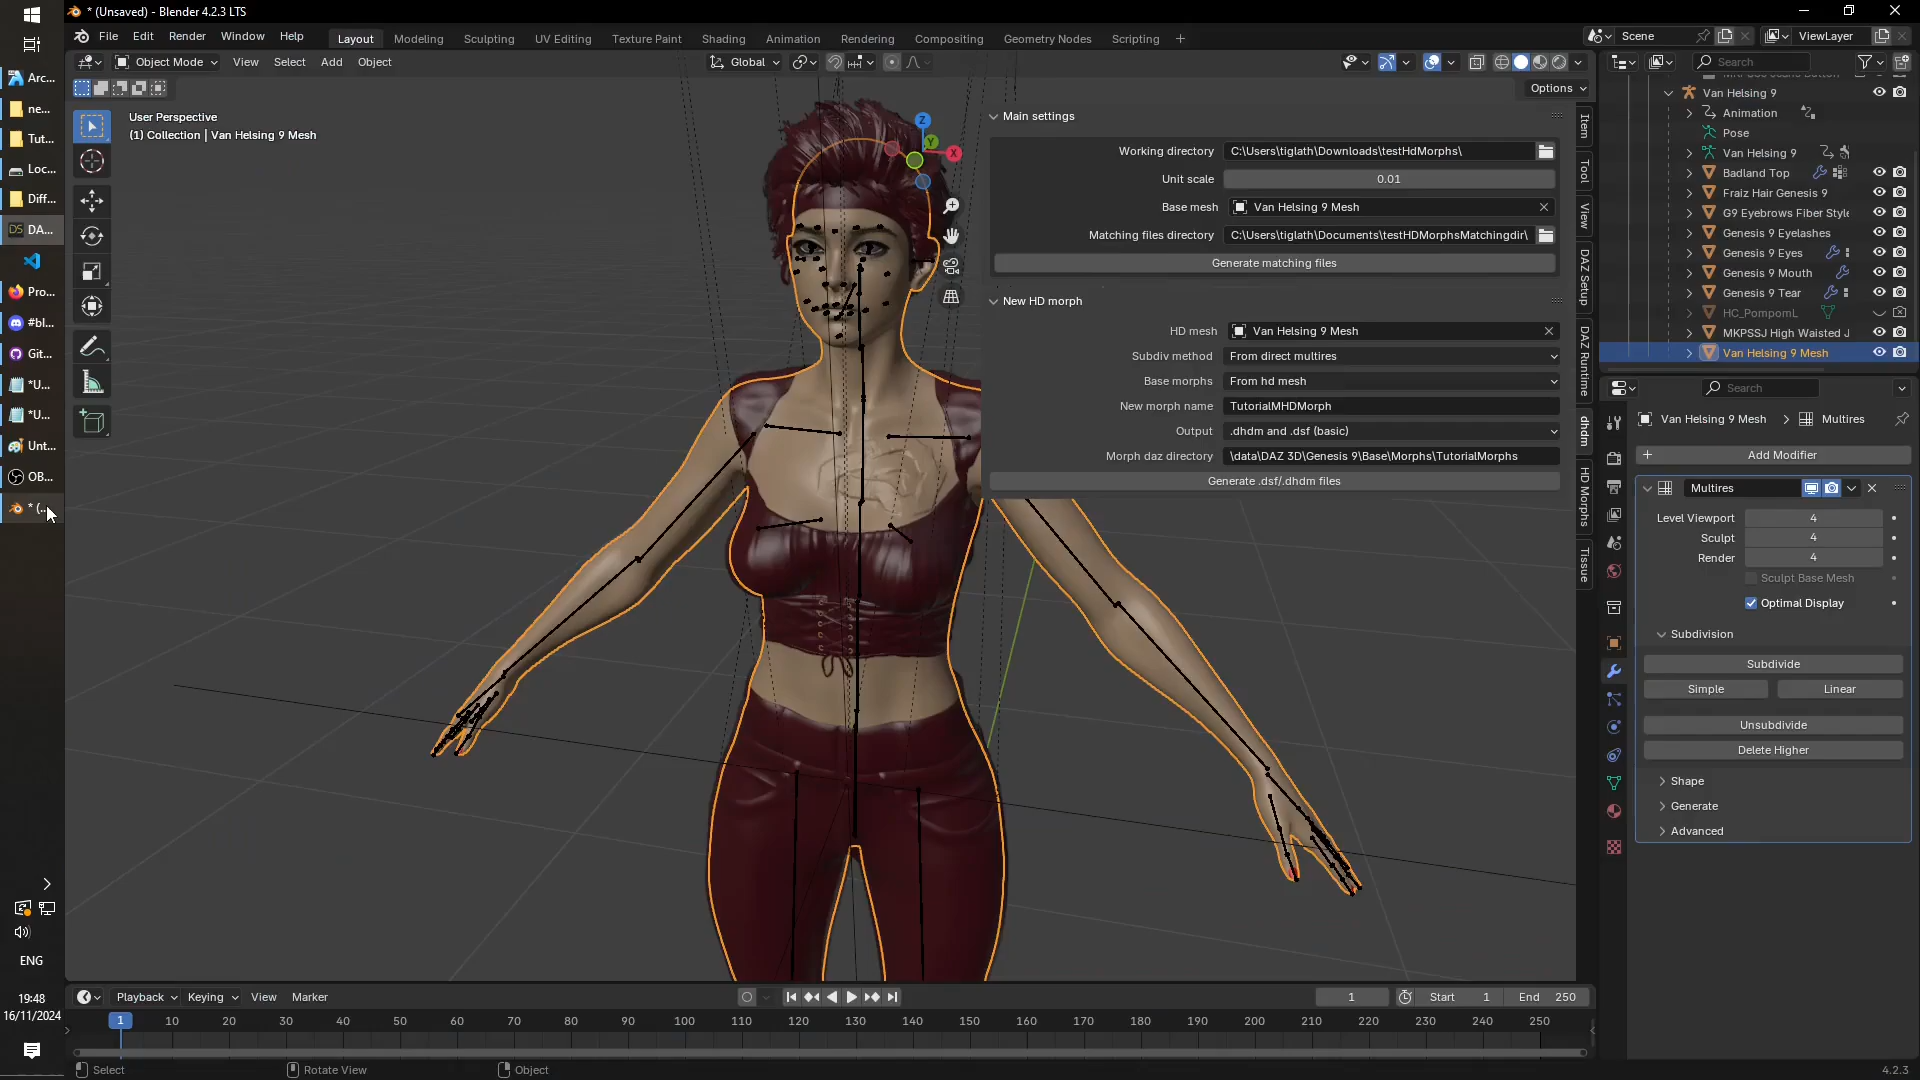 * (Unsaved) - Blender 4.2.3 LTS
File Edit Render Window Help
Layout Modeling Sculpting UV Editing Texture Paint Shading Animation Rendering Compositing Geometry Nodes Scripting +
Scene
ViewLayer
Object Mode
View Select Add Object
Global
Search
Options
User Perspective
(1) Collection | Van Helsing 9 Mesh
Z
Y
X
Main settings
Working directory C:\Users\tiglath\Downloads\testHdMorphs\
Unit scale 0.01
Base mesh Van Helsing 9 Mesh
Matching files directory C:\Users\tiglath\Documents\testHDMorphsMatchingdir\
Generate matching files
New HD morph
HD mesh Van Helsing 9 Mesh
Subdiv method From direct multires
Base morphs From hd mesh
New morph name TutorialMHDMorph
Output .dhdm and .dsf (basic)
Morph daz directory \data\DAZ 3D\Genesis 9\Base\Morphs\TutorialMorphs
Generate .dsf/.dhdm files
Item
Tool
View
DAZ Setup
DAZ Runtime
dhdm
HD Morphs
Tissue
Van Helsing 9
Animation
Pose
Van Helsing 9
Badland Top
Fraiz Hair Genesis 9
G9 Eyebrows Fiber Style
Genesis 9 Eyelashes
Genesis 9 Eyes
Genesis 9 Mouth
Genesis 9 Tear
HC_PompomL
MKPSSJ High Waisted J
Van Helsing 9 Mesh
Search
Van Helsing 9 Mesh > Multires
+ Add Modifier
Multires
Level Viewport 4
Sculpt 4
Render 4
Sculpt Base Mesh
Optimal Display
Subdivision
Subdivide
Simple Linear
Unsubdivide
Delete Higher
Shape
Generate
Advanced
Arc...
ne...
Tut...
Loc...
Diff...
DS DA...
Pro...
#bl...
Git...
*U...
*U...
Unt...
OB...
* (...
ENG
19:48
16/11/2024
Playback Keying View Marker
1
Start 1
End 250
1 10 20 30 40 50 60 70 80 90 100 110 120 130 140 150 160 170 180 190 200 210 220 230 240 250
Select Rotate View Object
4.2.3